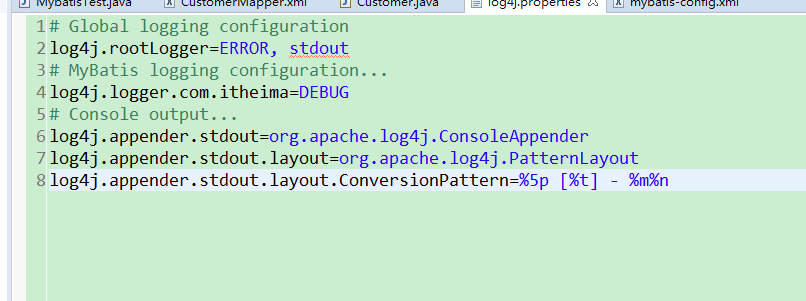 MybatisTest.java CustomerMapper.xml Customer.java log4j.properties mybatis-config.xml
1 # Global logging configuration
2 log4j.rootLogger=ERROR, stdout
3 # MyBatis logging configuration...
4 log4j.logger.com.itheima=DEBUG
5 # Console output...
6 log4j.appender.stdout=org.apache.log4j.ConsoleAppender
7 log4j.appender.stdout.layout=org.apache.log4j.PatternLayout
8 log4j.appender.stdout.layout.ConversionPattern=%5p [%t] - %m%n